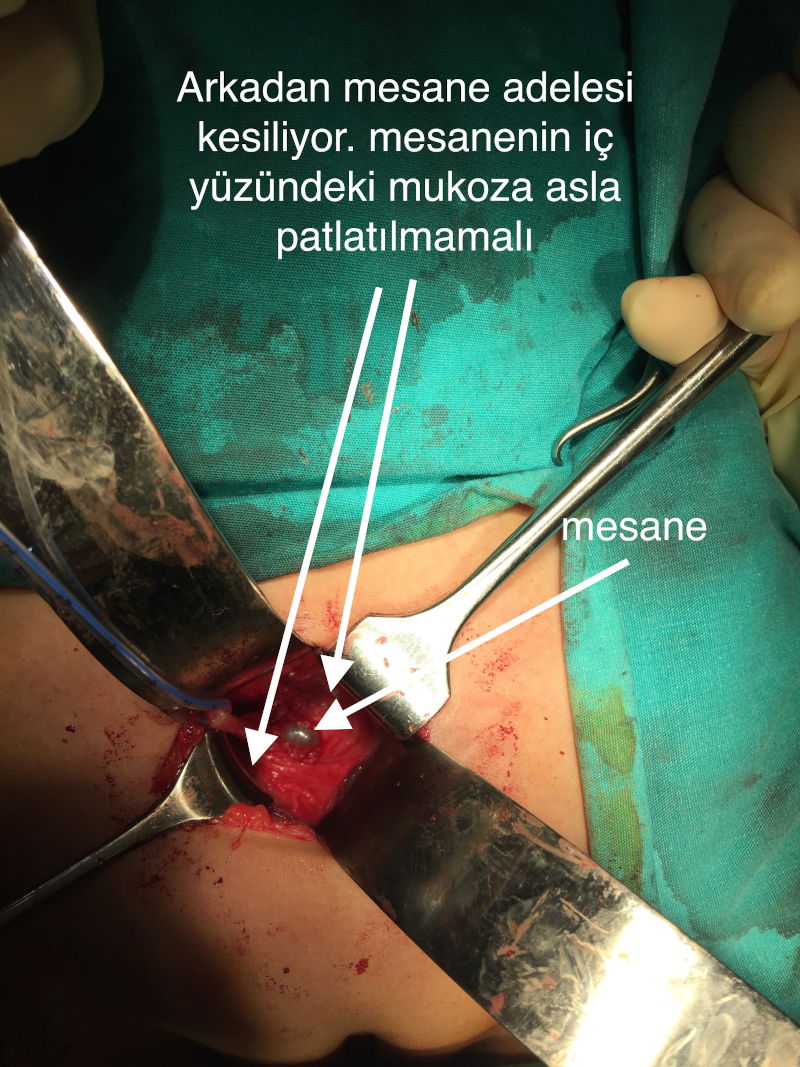 Arkadan mesane adelesi
kesiliyor. mesanenin iç
yüzündeki mukoza asla
patlatılmamalı
mesane